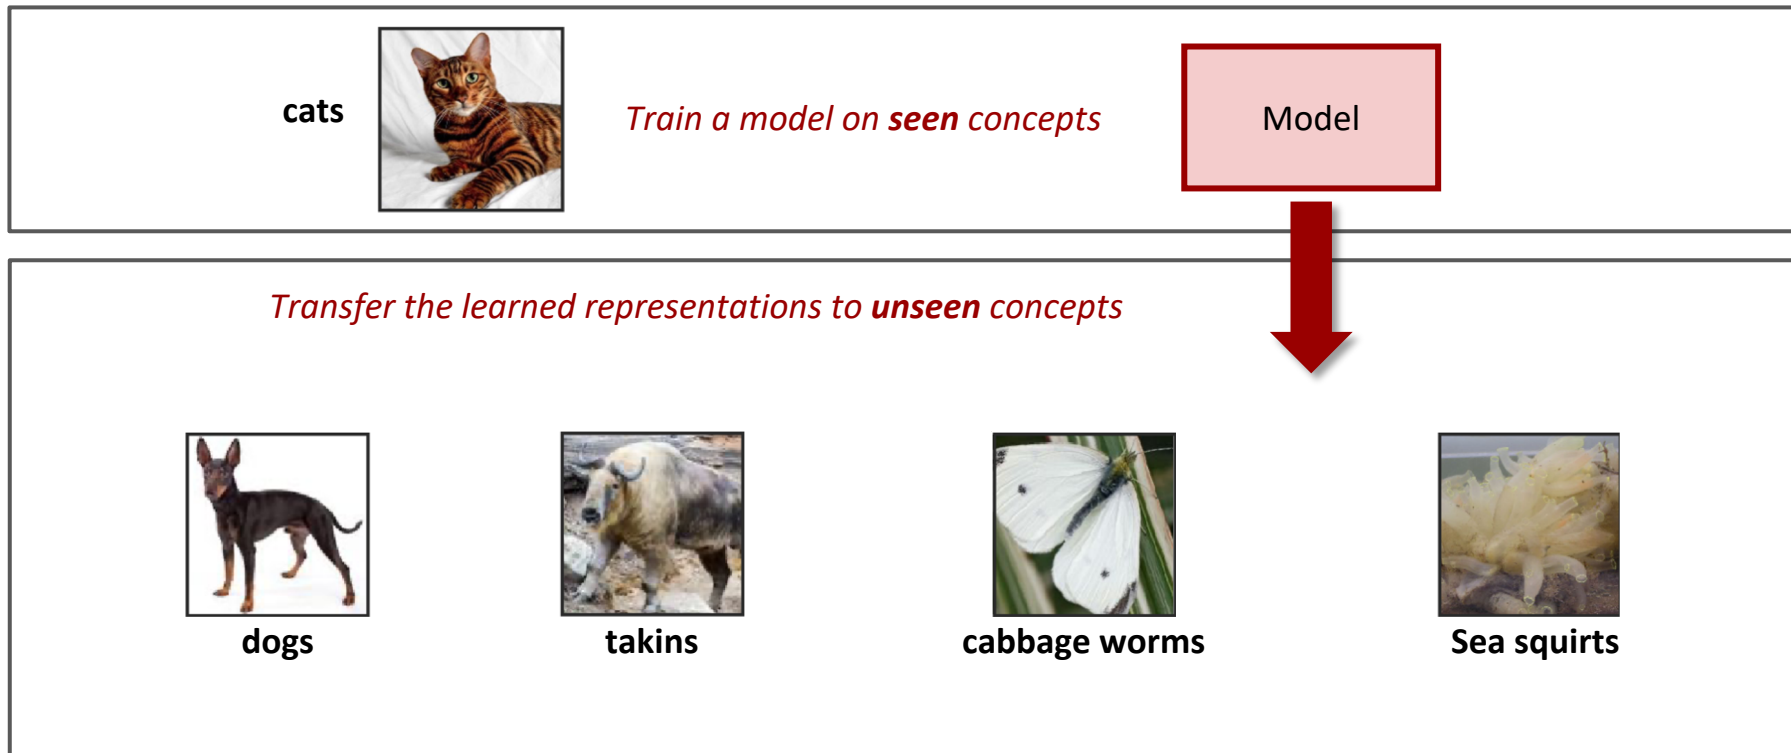 cats
Train a model on seen concepts
Model
Transfer the learned representations to unseen concepts
dogs
takins
cabbage worms
Sea squirts